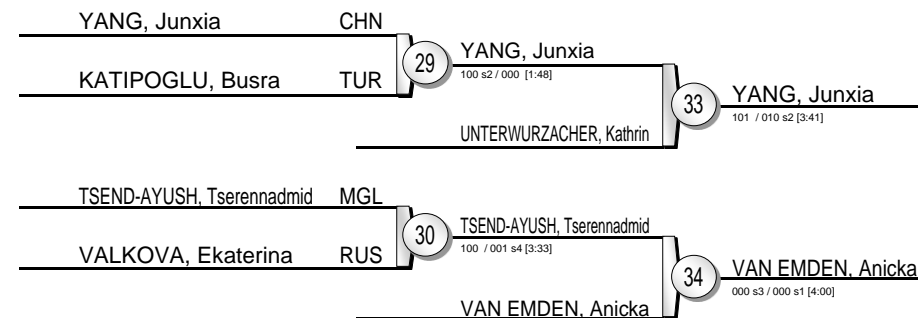 YANG, Junxia CHN
KATIPOGLU, Busra TUR
29
YANG, Junxia
100 s2 / 000 [1:48]
UNTERWURZACHER, Kathrin
33
YANG, Junxia
101 / 010 s2 [3:41]
TSEND-AYUSH, Tserennadmid MGL
VALKOVA, Ekaterina RUS
30
TSEND-AYUSH, Tserennadmid
100 / 001 s4 [3:33]
VAN EMDEN, Anicka
34
VAN EMDEN, Anicka
000 s3 / 000 s1 [4:00]